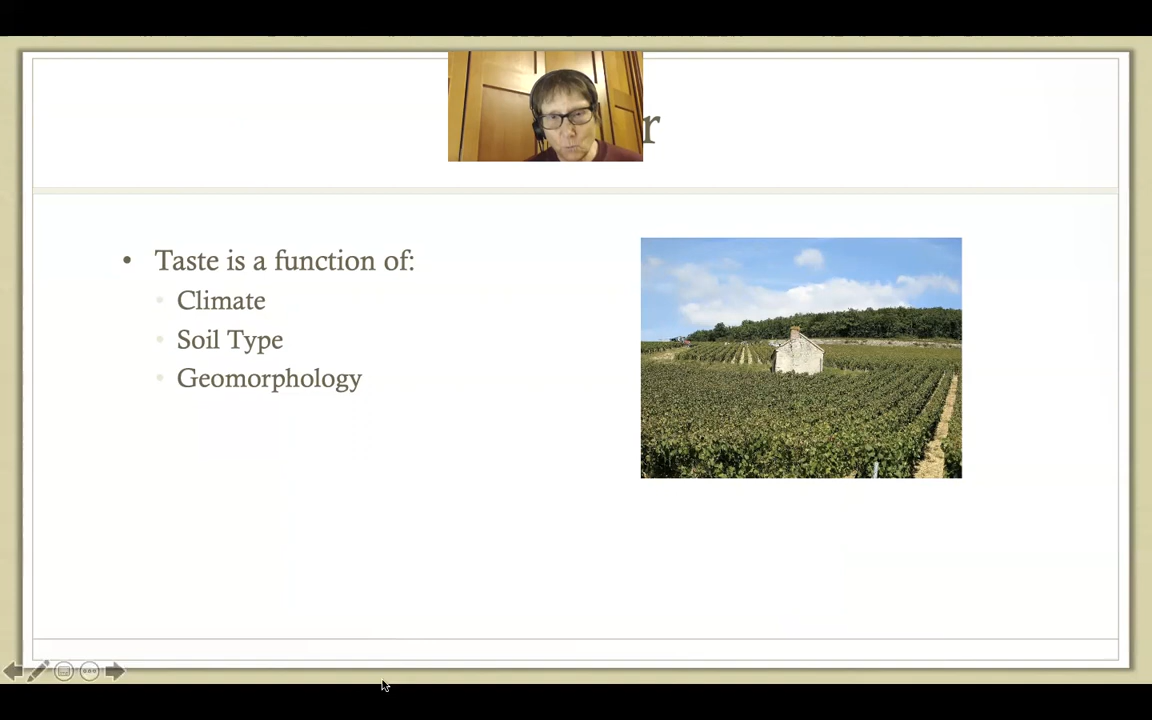 r
• Taste is a function of:
• Climate
• Soil Type
• Geomorphology